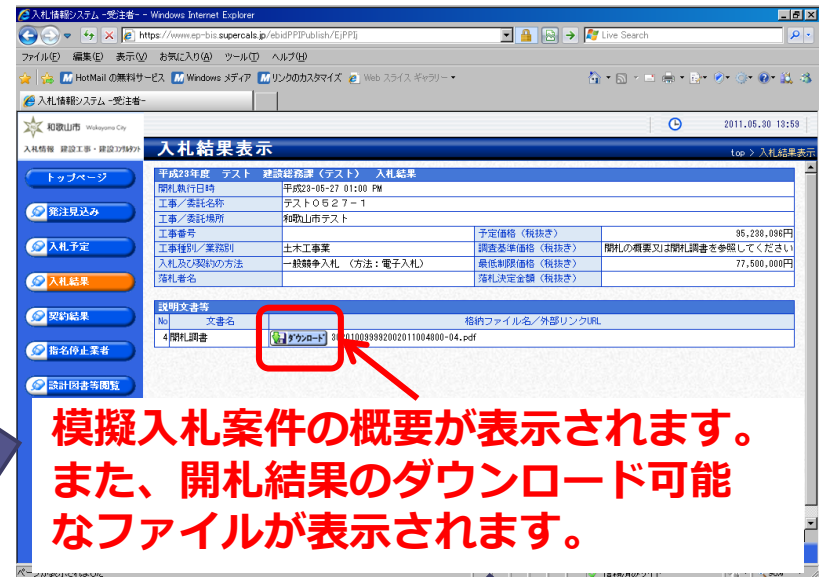 入札情報システム -受注者- - Windows Internet Explorer
https://www.ep-bis.supercals.jp/ebidPPIPublish/EjPPIj
Live Search
ファイル(F) 編集(E) 表示(V) お気に入り(A) ツール(T) ヘルプ(H)
HotMail の無料サービス Windows メディア リンクのカスタマイズ Web スライス ギャラリー
入札情報システム -受注者-
和歌山市 Wakayama City
2011.05.30 13:59
入札情報 建設工事・建設コンサルタント
入札結果表示
top > 入札結果表示
トップページ
発注見込み
入札予定
入札結果
契約結果
指名停止業者
設計図書等閲覧
平成23年度 テスト 建設総務課(テスト) 入札結果
開札執行日時 平成23-05-27 01:00 PM
工事/委託名称 テスト0527-1
工事/委託場所 和歌山市テスト
工事番号 予定価格(税抜き) 95,238,096円
工事種別/業務別 土木工事業 調査基準価格(税抜き) 開札の概要又は開札調書を参照してください
入札及び契約の方法 一般競争入札 (方法:電子入札) 最低制限価格(税抜き) 77,500,000円
落札者名 落札決定金額(税抜き)
説明文書等
No 文書名 格納ファイル名/外部リンクURL
4 開札調書 ダウンロード 3020100999992002011004800-04.pdf
模擬入札案件の概要が表示されます。
また、開札結果のダウンロード可能
なファイルが表示されます。